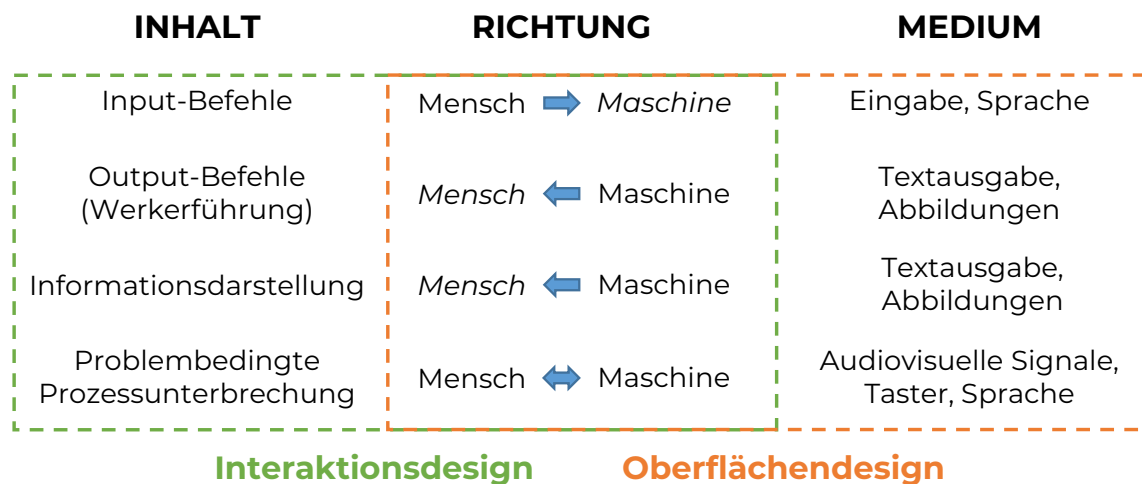 INHALT RICHTUNG MEDIUM
Input-Befehle Mensch Maschine Eingabe, Sprache
Output-Befehle
(Werkerführung)
Mensch Maschine
Textausgabe,
Abbildungen
Informationsdarstellung
Mensch Maschine
Textausgabe,
Abbildungen
Problembedingte
Prozessunterbrechung
Mensch Maschine
Audiovisuelle Signale,
Taster, Sprache
Interaktionsdesign Oberflächendesign